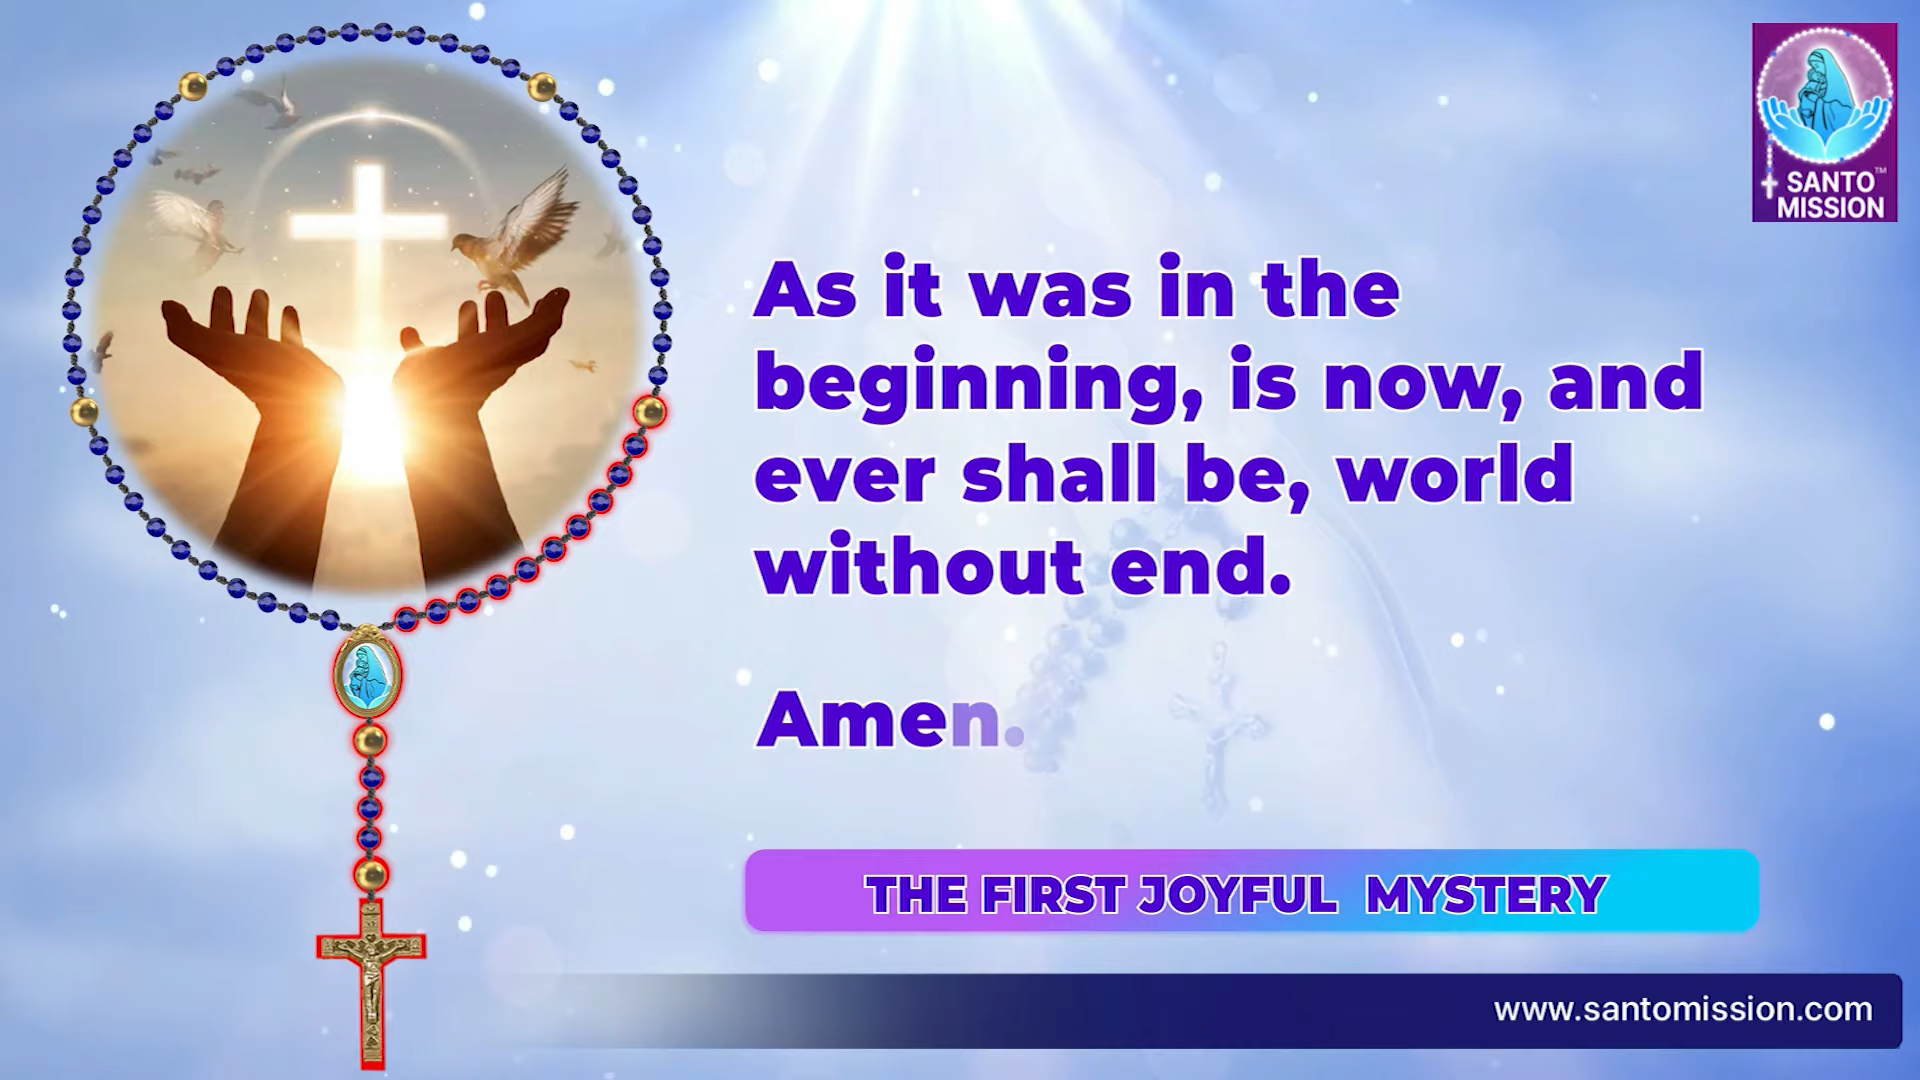 SANTO™
MISSION
As it was in the
beginning, is now, and
ever shall be, world
without end.
Amen.
THE FIRST JOYFUL MYSTERY
www.santomission.com